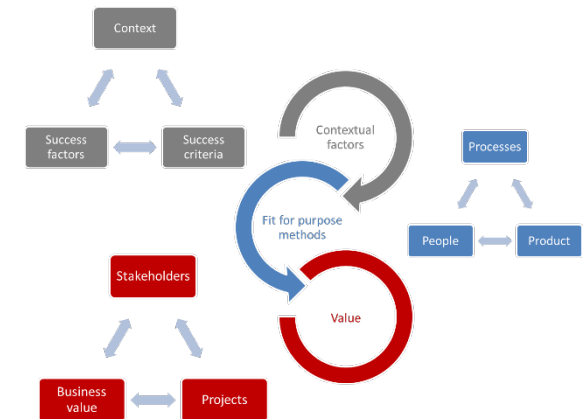 Context
Success
factors
Success
criteria
Contextual
factors
Processes
People
Product
Fit for purpose
methods
Stakeholders
Business
value
Projects
Value